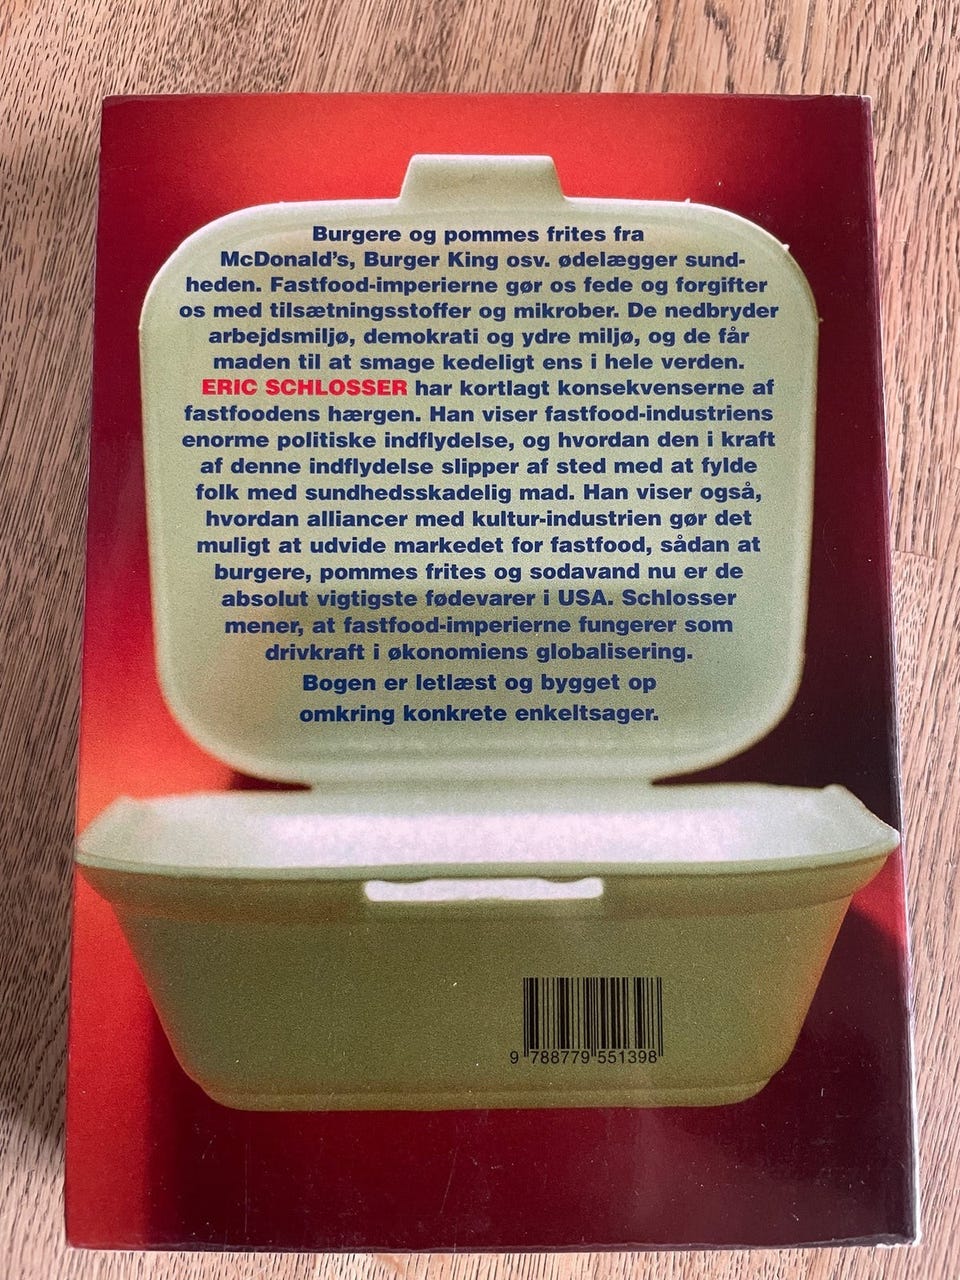 Burgere og pommes frites fra
McDonald's, Burger King osv. ødelægger sund-
heden. Fastfood-imperierne gør os fede og forgifter
os med tilsætningsstoffer og mikrober. De nedbryder
arbejdsmiljø, demokrati og ydre miljø, og de får
maden til at smage kedeligt ens i hele verden.
ERIC SCHLOSSER har kortlagt konsekvenserne af
fastfoodens hærgen. Han viser fastfood-industriens
enorme politiske indflydelse, og hvordan den i kraft
af denne indflydelse slipper af sted med at fylde
folk med sundhedsskadelig mad. Han viser også,
hvordan alliancer med kultur-industrien gør det
muligt at udvide markedet for fastfood, sådan at
burgere, pommes frites og sodavand nu er de
absolut vigtigste fødevarer i USA. Schlosser
mener, at fastfood-imperierne fungerer som
drivkraft i økonomiens globalisering.
Bogen er letlæst og bygget op
omkring konkrete enkeltsager.
9 788779 551398